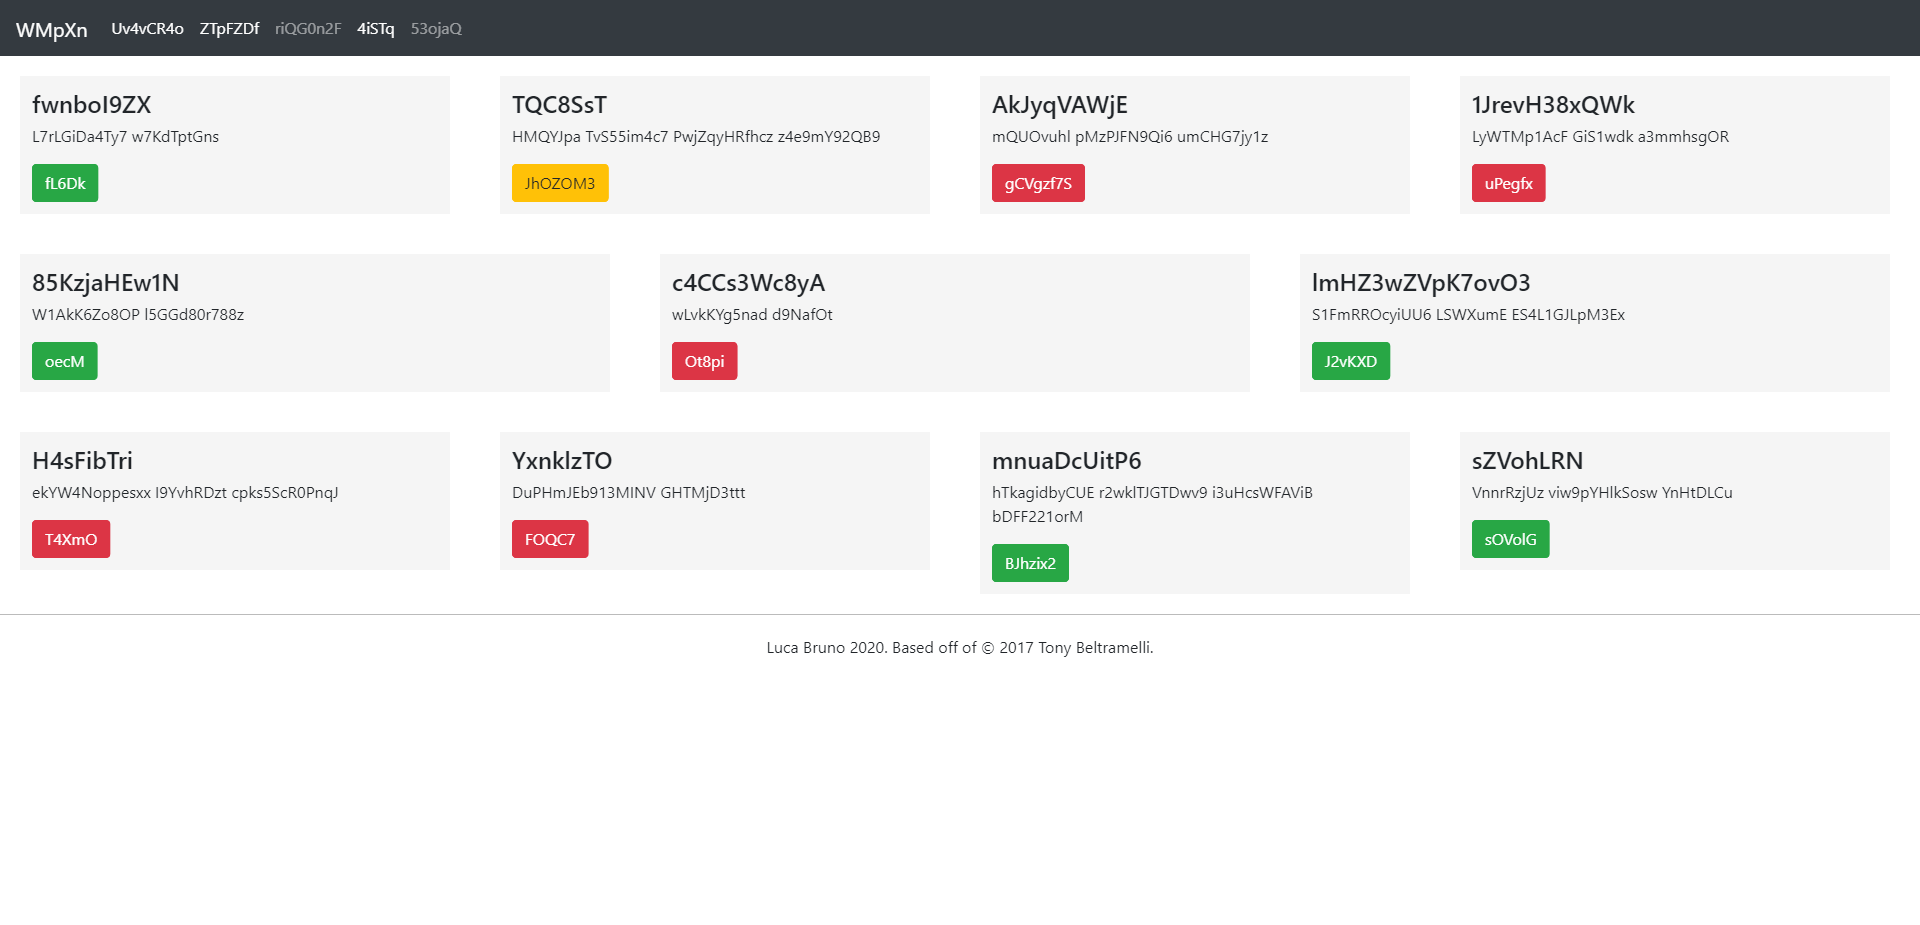 WMpXn Uv4vCR4o ZTpFZDf riQG0n2F 4iSTq 53ojaQ
fwnboI9ZX
L7rLGiDa4Ty7 w7KdTptGns
fL6Dk
TQC8SsT
HMQYJpa TvS55im4c7 PwjZqyHRfhcz z4e9mY92QB9
JhOZOM3
AkJyqVAWjE
mQUOvuhl pMzPJFN9Qi6 umCHG7jy1z
gCVgzf7S
1JrevH38xQWk
LyWTMp1AcF GiS1wdk a3mmhsgOR
uPegfx
85KzjaHEw1N
W1AkK6Zo8OP l5GGd80r788z
oecM
c4CCs3Wc8yA
wLvkKYg5nad d9NafOt
Ot8pi
lmHZ3wZVpK7ovO3
S1FmRROcyiUU6 LSWXumE ES4L1GJLpM3Ex
J2vKXD
H4sFibTri
ekYW4Noppesxx I9YvhRDzt cpks5ScR0PnqJ
T4XmO
YxnklzTO
DuPHmJEb913MINV GHTMjD3ttt
FOQC7
mnuaDcUitP6
hTkagidbyCUE r2wklTJGTDwv9 i3uHcsWFAViB
bDFF221orM
BJhzix2
sZVohLRN
VnnrRzjUz viw9pYHlkSosw YnHtDLCu
sOVolG
Luca Bruno 2020. Based off of © 2017 Tony Beltramelli.